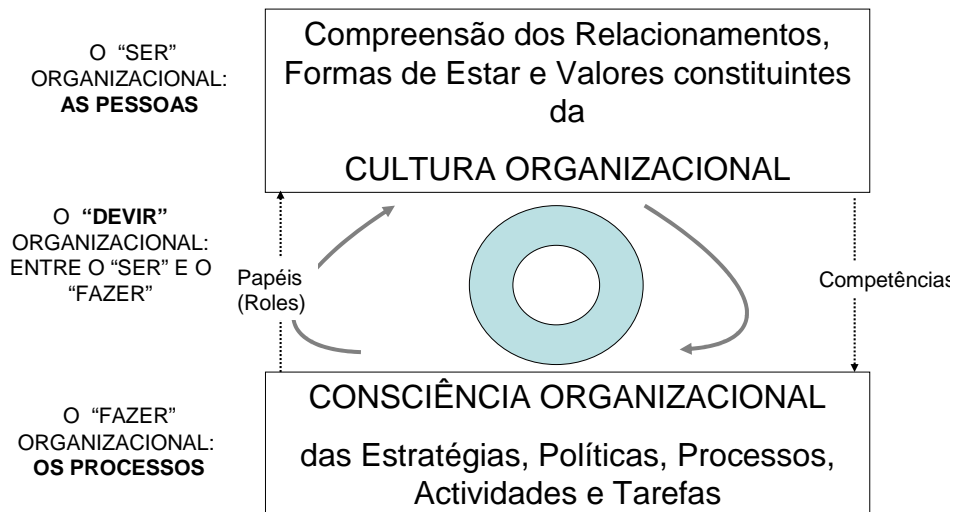 O “SER”
ORGANIZACIONAL:
AS PESSOAS
Compreensão dos Relacionamentos,
Formas de Estar e Valores constituintes
da
CULTURA ORGANIZACIONAL
O “DEVIR”
ORGANIZACIONAL:
ENTRE O “SER” E O
“FAZER”
Papéis
(Roles)
Competências
O “FAZER”
ORGANIZACIONAL:
OS PROCESSOS
CONSCIÊNCIA ORGANIZACIONAL
das Estratégias, Políticas, Processos,
Actividades e Tarefas